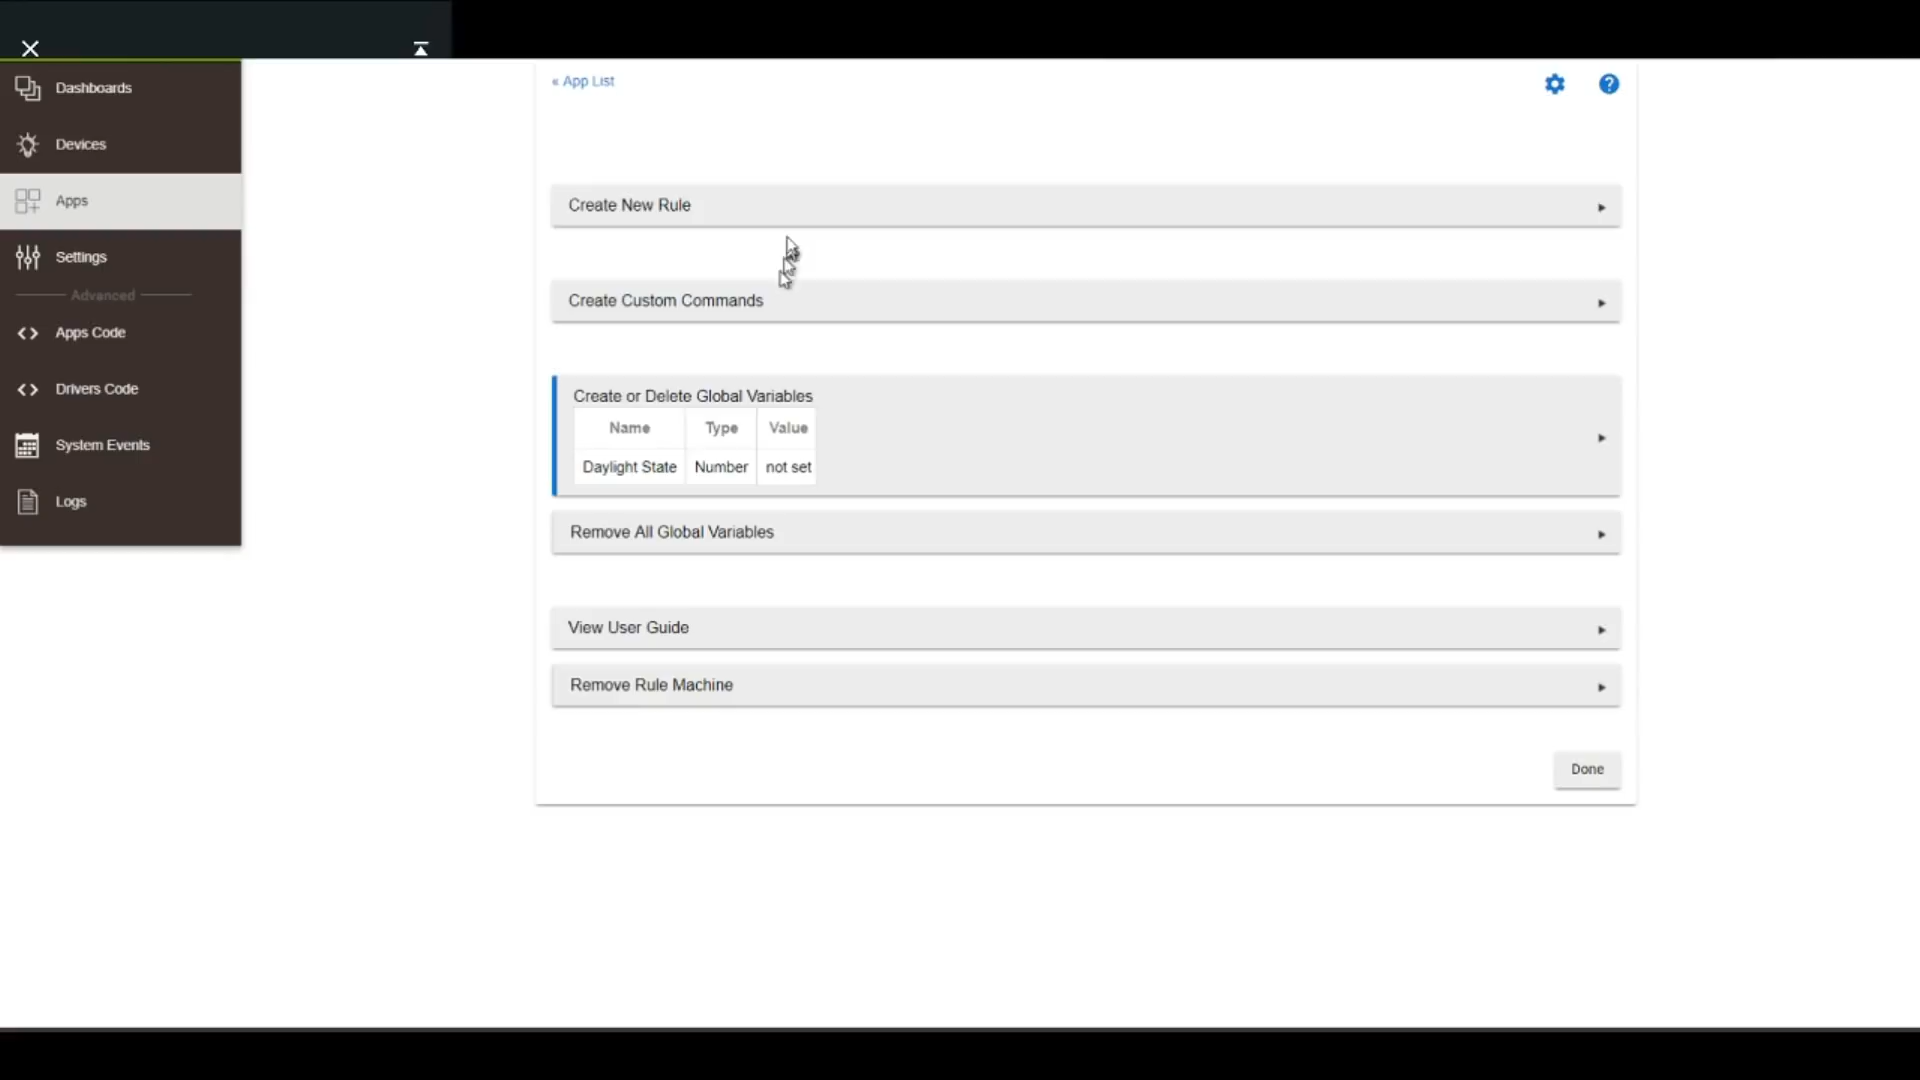 Dashboards
Devices
Apps
Settings
Advanced
Apps Code
Drivers Code
System Events
Logs
« App List
?
Create New Rule
Create Custom Commands
Create or Delete Global Variables
Name Type Value
Daylight State Number not set
Remove All Global Variables
View User Guide
Remove Rule Machine
Done